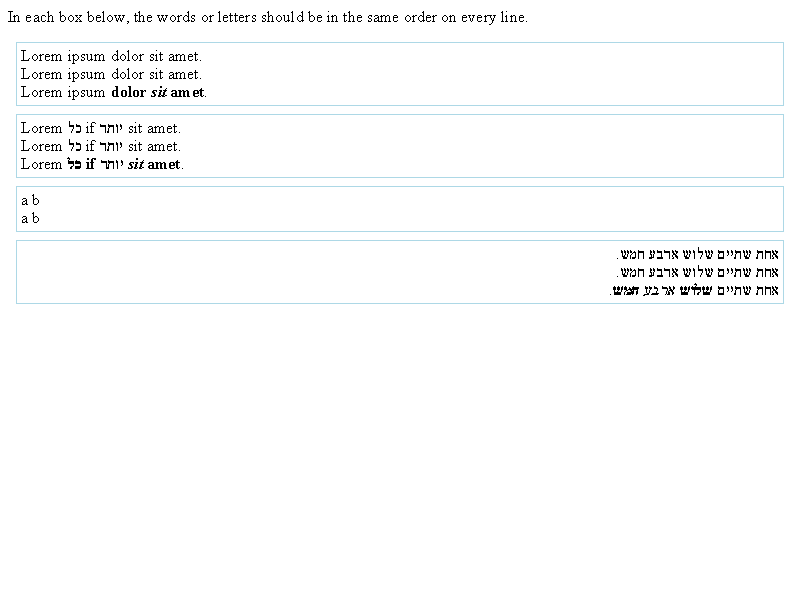 In each box below, the words or letters should be in the same order on every line.
Lorem ipsum dolor sit amet.
Lorem ipsum dolor sit amet.
Lorem ipsum dolor sit amet.
Lorem כל if יותר sit amet.
Lorem כל if יותר sit amet.
Lorem כל if יותר sit amet.
a b
a b
אחת שתיים שלוש ארבע חמש.
אחת שתיים שלוש ארבע חמש.
אחת שתיים שלוש ארבע חמש.